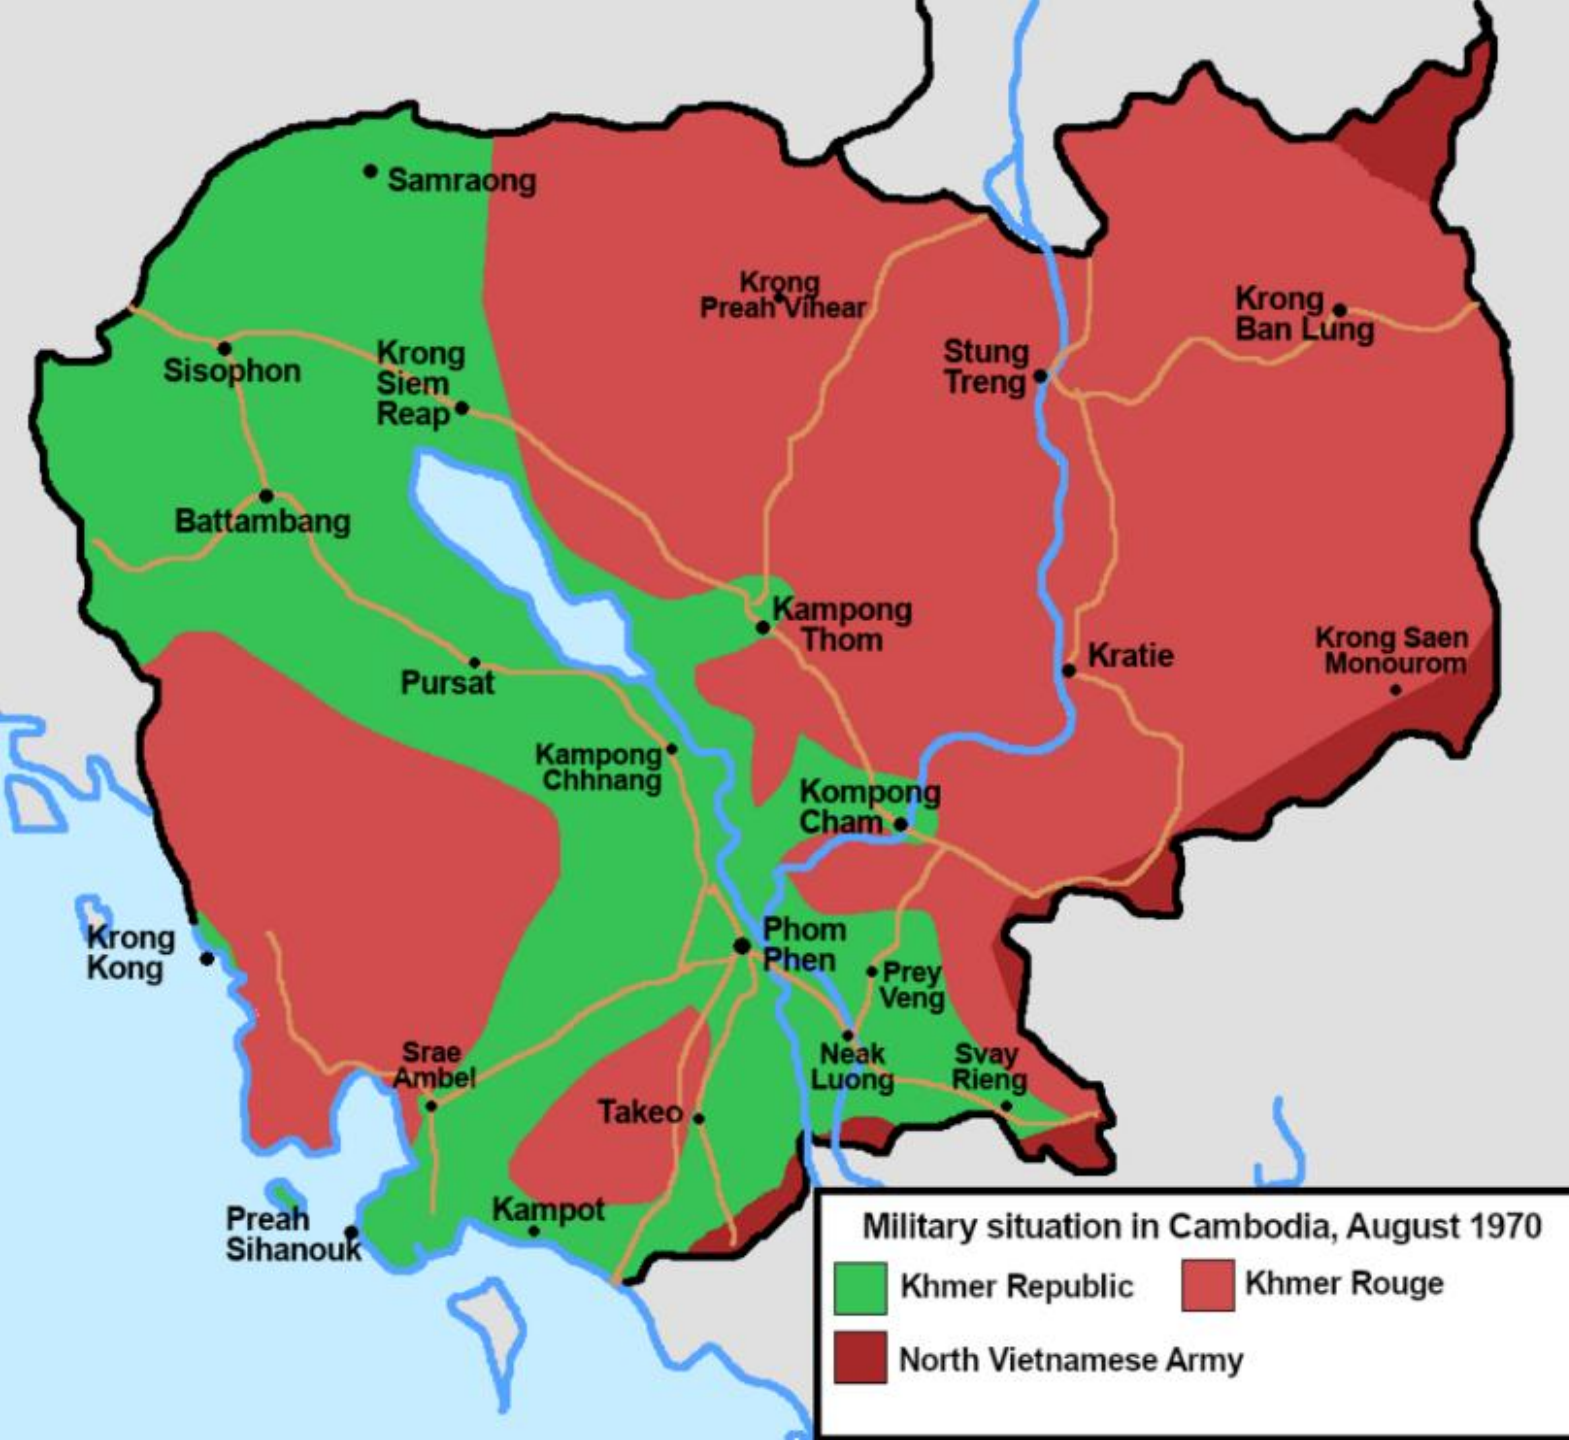 Samraong
Krong
Preah Vihear
Krong
Ban Lung
Sisophon
Krong
Siem
Reap
Stung
Treng
Battambang
Kampong
Thom
Pursat
Kratie
Krong Saen
Monourom
Kampong
Chhnang
Kompong
Cham
Krong
Kong
Phom
Phen
Prey
Veng
Srae
Ambel
Neak
Luong
Svay
Rieng
Takeo
Preah
Sihanouk
Kampot
Military situation in Cambodia, August 1970
Khmer Republic
Khmer Rouge
North Vietnamese Army